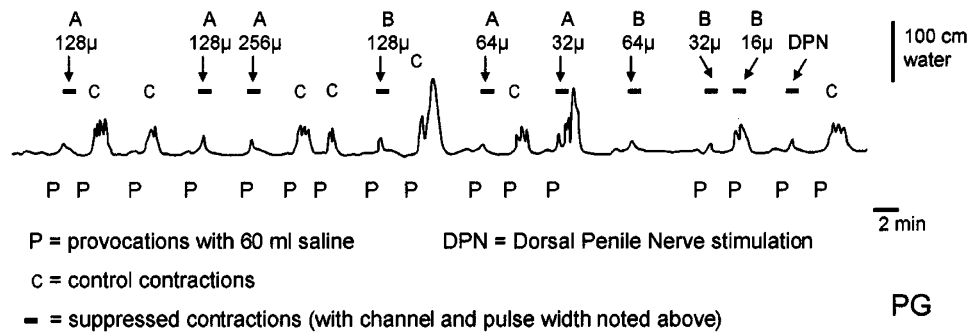 A A A B A A B B B
128µ 128µ 256µ 128µ 64µ 32µ 64µ 32µ 16µ DPN
100 cm
water
C C C C C C C
P P P P P P P P P P P P P P P P
2 min
P = provocations with 60 ml saline DPN = Dorsal Penile Nerve stimulation
C = control contractions
= suppressed contractions (with channel and pulse width noted above)
PG